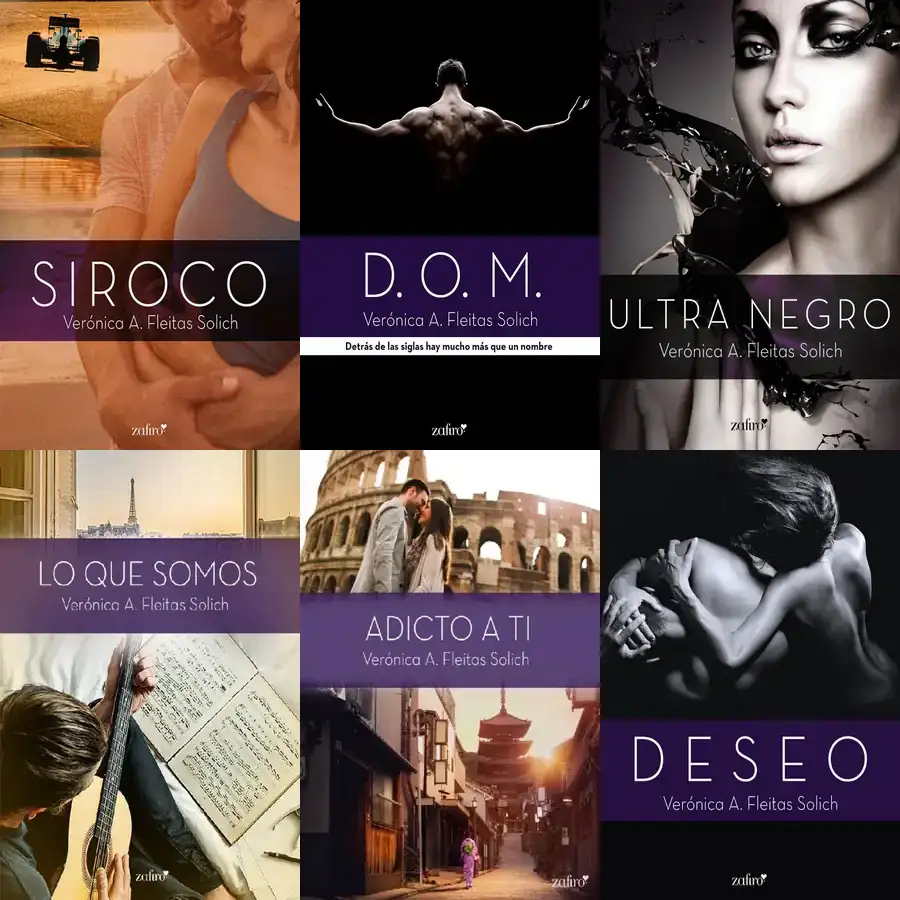 SIROCO
Verónica A. Fleitas Solich
zafiro
D. O. M.
Verónica A. Fleitas Solich
Detrás de las siglas hay mucho más que un nombre
zafiro
ULTRA NEGRO
Verónica A. Fleitas Solich
zafiro
LO QUE SOMOS
Verónica A. Fleitas Solich
zafiro
ADICTO A TI
Verónica A. Fleitas Solich
zafiro
DESEO
Verónica A. Fleitas Solich
zafiro